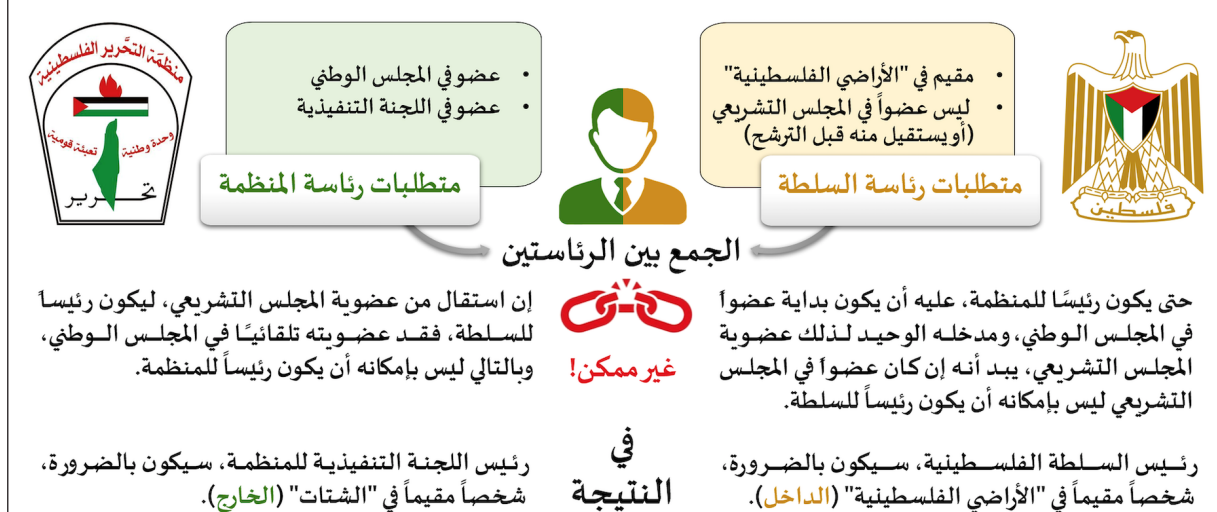 منظمة التحرير الفلسطينية
وحدة وطنية
تعبئة قومية
تحــرير
فلسطين
• مقيم في "الأراضي الفلسطينية"
• ليس عضواً في المجلس التشريعي
(أو يستقيل منه قبل الترشح)
متطلبات رئاسة السلطة
• عضو في المجلس الوطني
• عضو في اللجنة التنفيذية
متطلبات رئاسة المنظمة
الجمع بين الرئاستين
غير ممكن!
حتى يكون رئيسًا للمنظمة، عليه أن يكون بداية عضواً
في المجلس الوطني، ومدخله الوحيد لذلك عضوية
المجلس التشريعي، بيد أنه إن كان عضواً في المجلس
التشريعي ليس بإمكانه أن يكون رئيساً للسلطة.
إن استقال من عضوية المجلس التشريعي، ليكون رئيساً
للسلطة، فقد عضويته تلقائيًا في المجلس الوطني،
وبالتالي ليس بإمكانه أن يكون رئيساً للمنظمة.
في
النتيجة
رئيس السلطة الفلسطينية، سيكون بالضرورة،
شخصاً مقيماً في "الأراضي الفلسطينية" (الداخل).
رئيس اللجنة التنفيذية للمنظمة، سيكون بالضرورة،
شخصاً مقيماً في "الشتات" (الخارج).